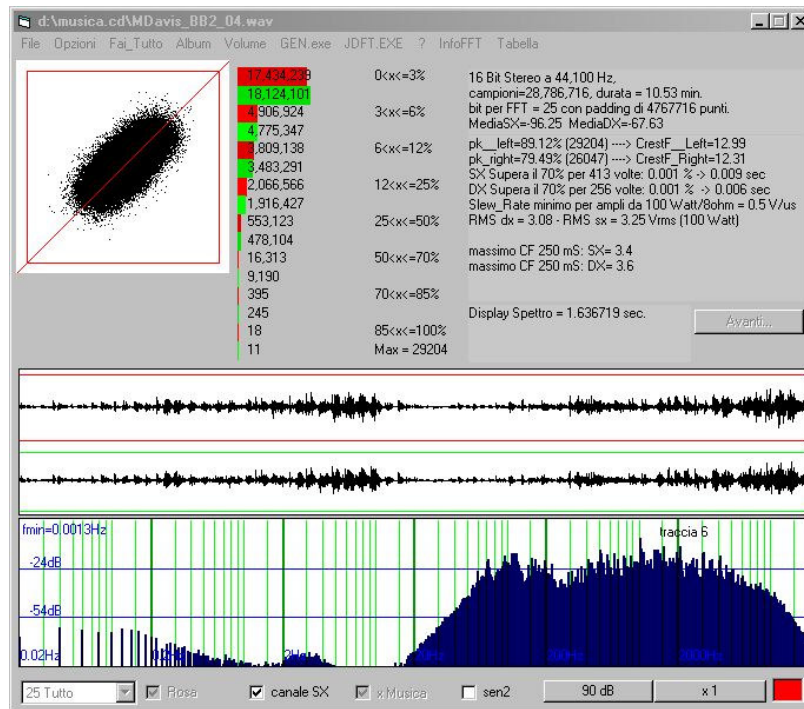 d:\musica.cd\MDavis_BB2_04.wav
File Opzioni Fai_Tutto Album Volume GEN.exe JDFT.EXE ? InfoFFT Tabella
17,434,239 0<x<=3%
18,124,101
4,906,924 3<x<=6%
4,775,347
3,809,138 6<x<=12%
3,483,291
2,066,566 12<x<=25%
1,916,427
553,123 25<x<=50%
478,104
16,313 50<x<=70%
9,190
395 70<x<=85%
245
18 85<x<=100%
11 Max = 29204
16 Bit Stereo a 44,100 Hz,
campioni=28,786,716, durata = 10.53 min.
bit per FFT = 25 con padding di 4767716 punti.
MediaSX=-96.25 MediaDX=-67.63
pk__left=89.12% (29204) ----> CrestF__Left=12.99
pk_right=79.49% (26047) ----> CrestF_Right=12.31
SX Supera il 70% per 413 volte: 0.001 % -> 0.009 sec
DX Supera il 70% per 256 volte: 0.001 % -> 0.006 sec
Slew_Rate minimo per ampli da 100 Watt/8ohm = 0.5 V/us
RMS dx = 3.08 - RMS sx = 3.25 Vrms (100 Watt)
massimo CF 250 mS: SX= 3.4
massimo CF 250 mS: DX= 3.6
Display Spettro = 1.636719 sec.
Avanti...
fmin=0.0013Hz
traccia 6
-24dB
-54dB
0.02Hz 0.2Hz 2Hz 20Hz 200Hz 2000Hz
25 Tutto Rosa canale SX x Musica sen2 90 dB x 1